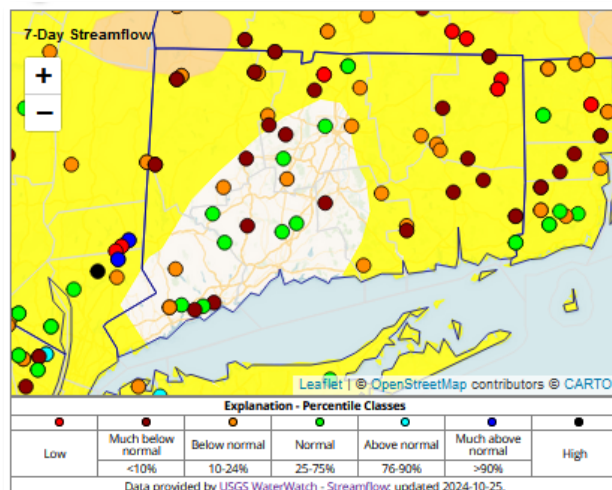 7-Day Streamflow
+
−
Leaflet | © OpenStreetMap contributors © CARTO
Explanation - Percentile Classes
Low
Much below normal
Below normal
Normal
Above normal
Much above normal
High
<10%
10-24%
25-75%
76-90%
>90%
Data provided by USGS WaterWatch - Streamflow; updated 2024-10-25.